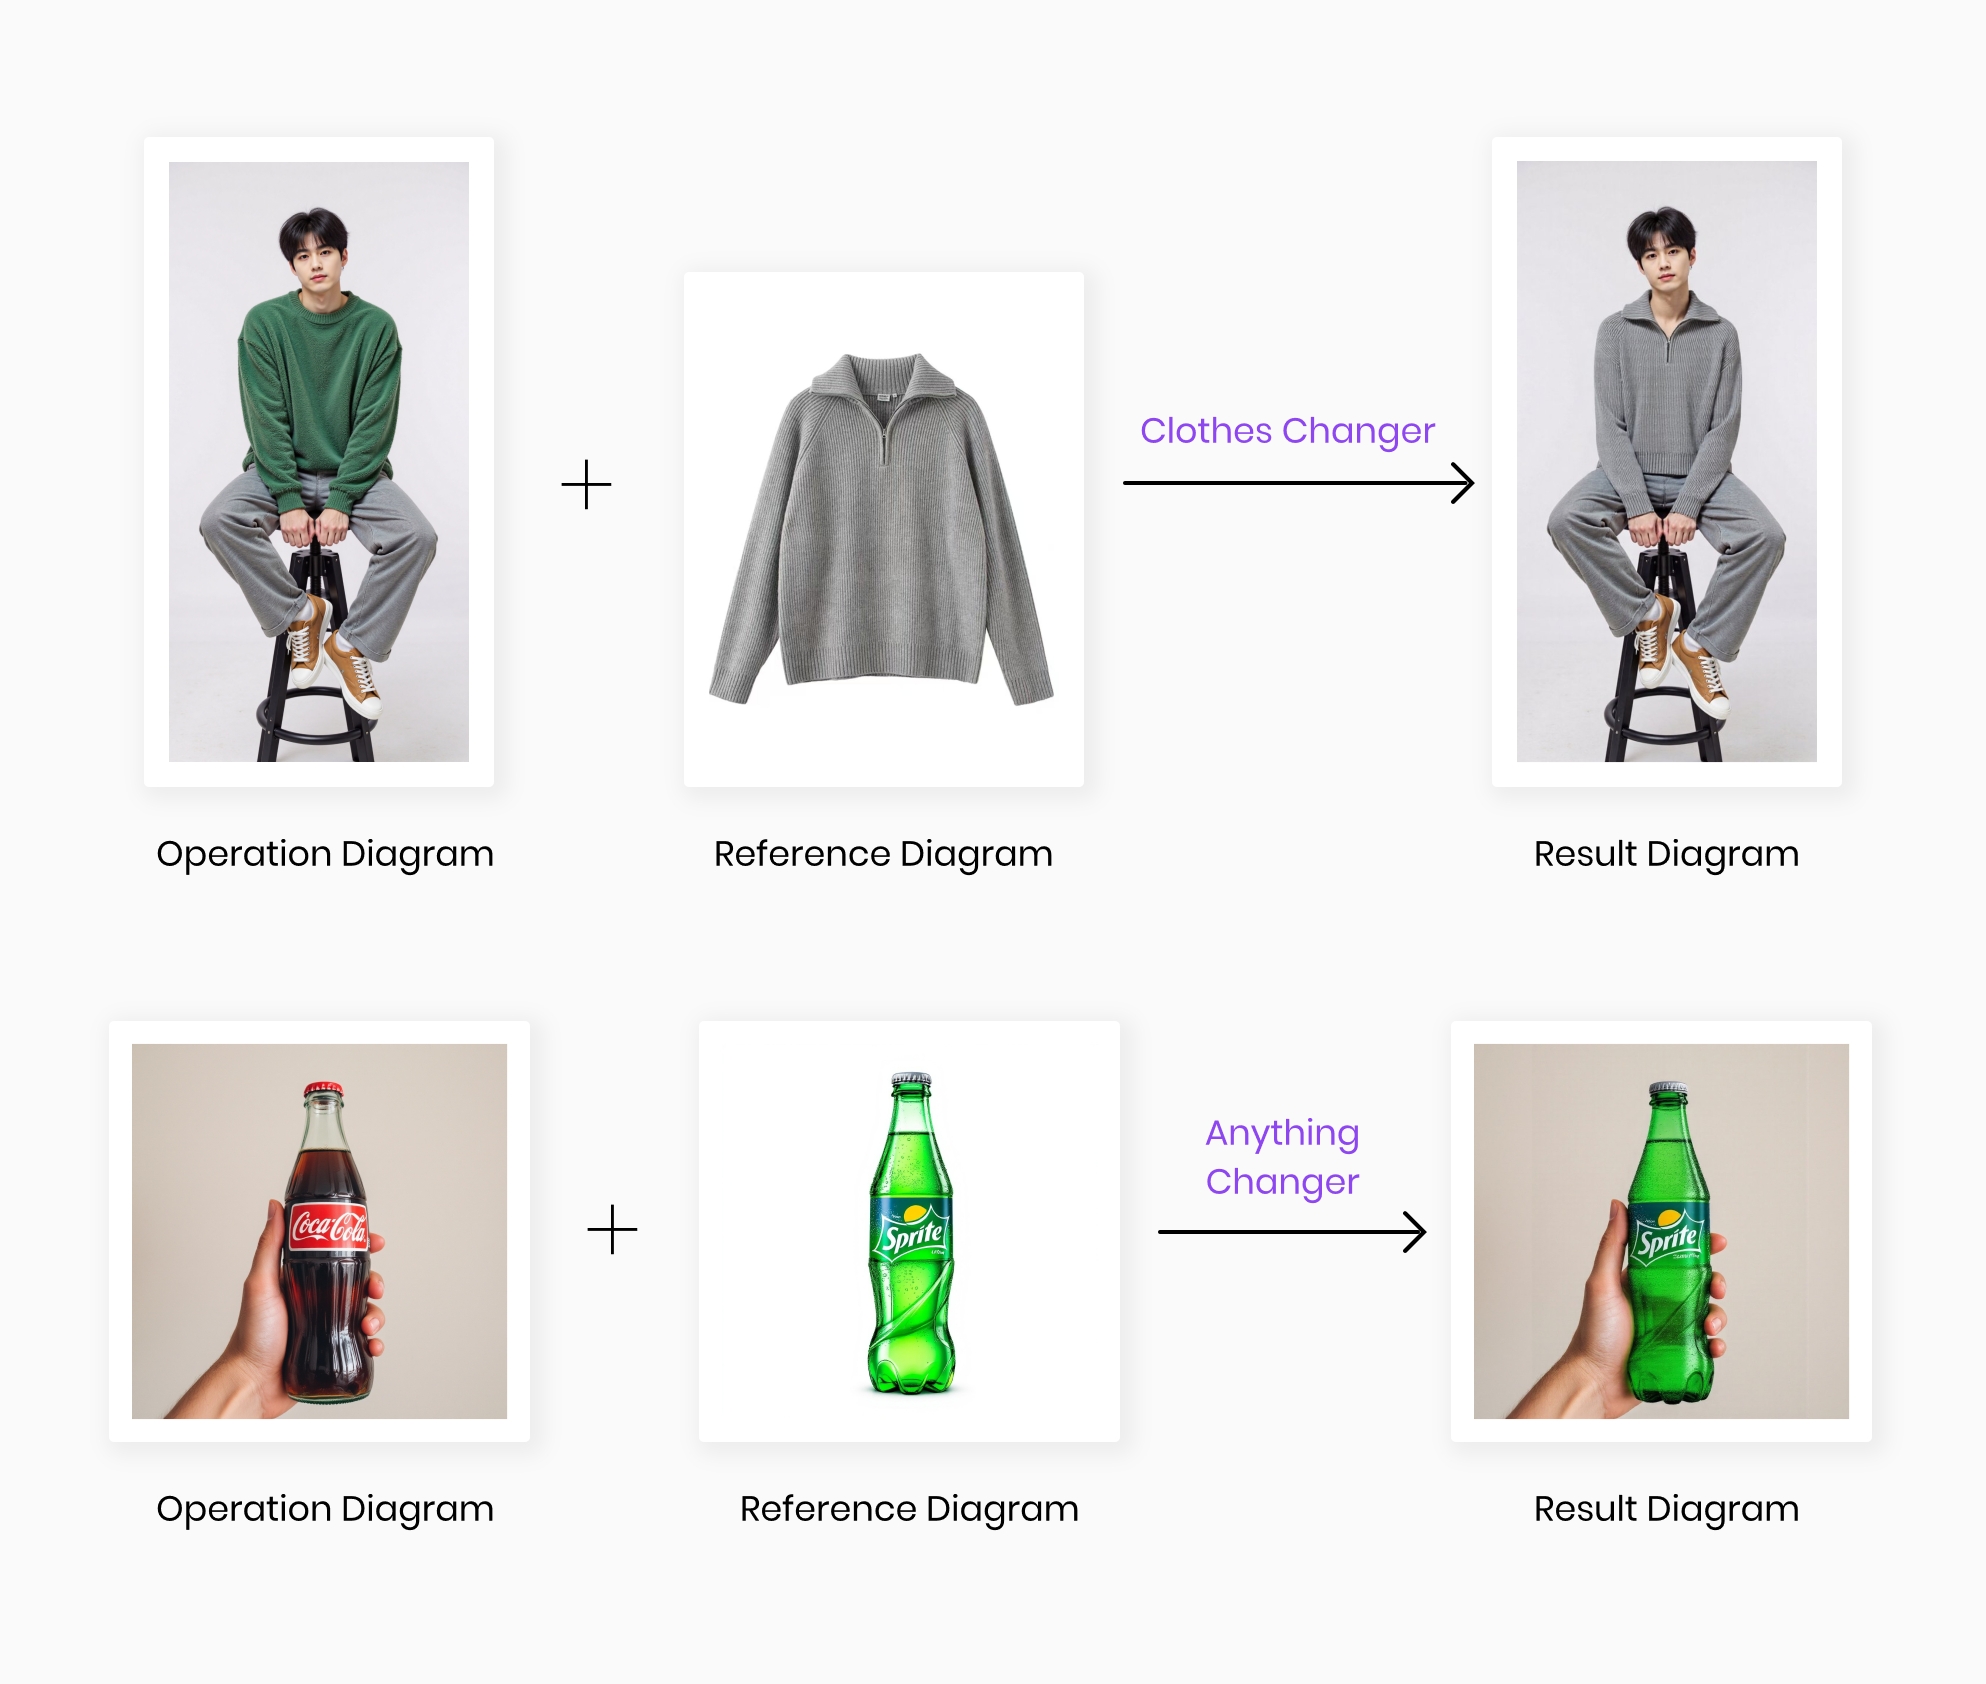 Clothes Changer
Operation Diagram
Reference Diagram
Result Diagram
Coca-Cola
Sprite
Anything
Changer
Sprite
Operation Diagram
Reference Diagram
Result Diagram